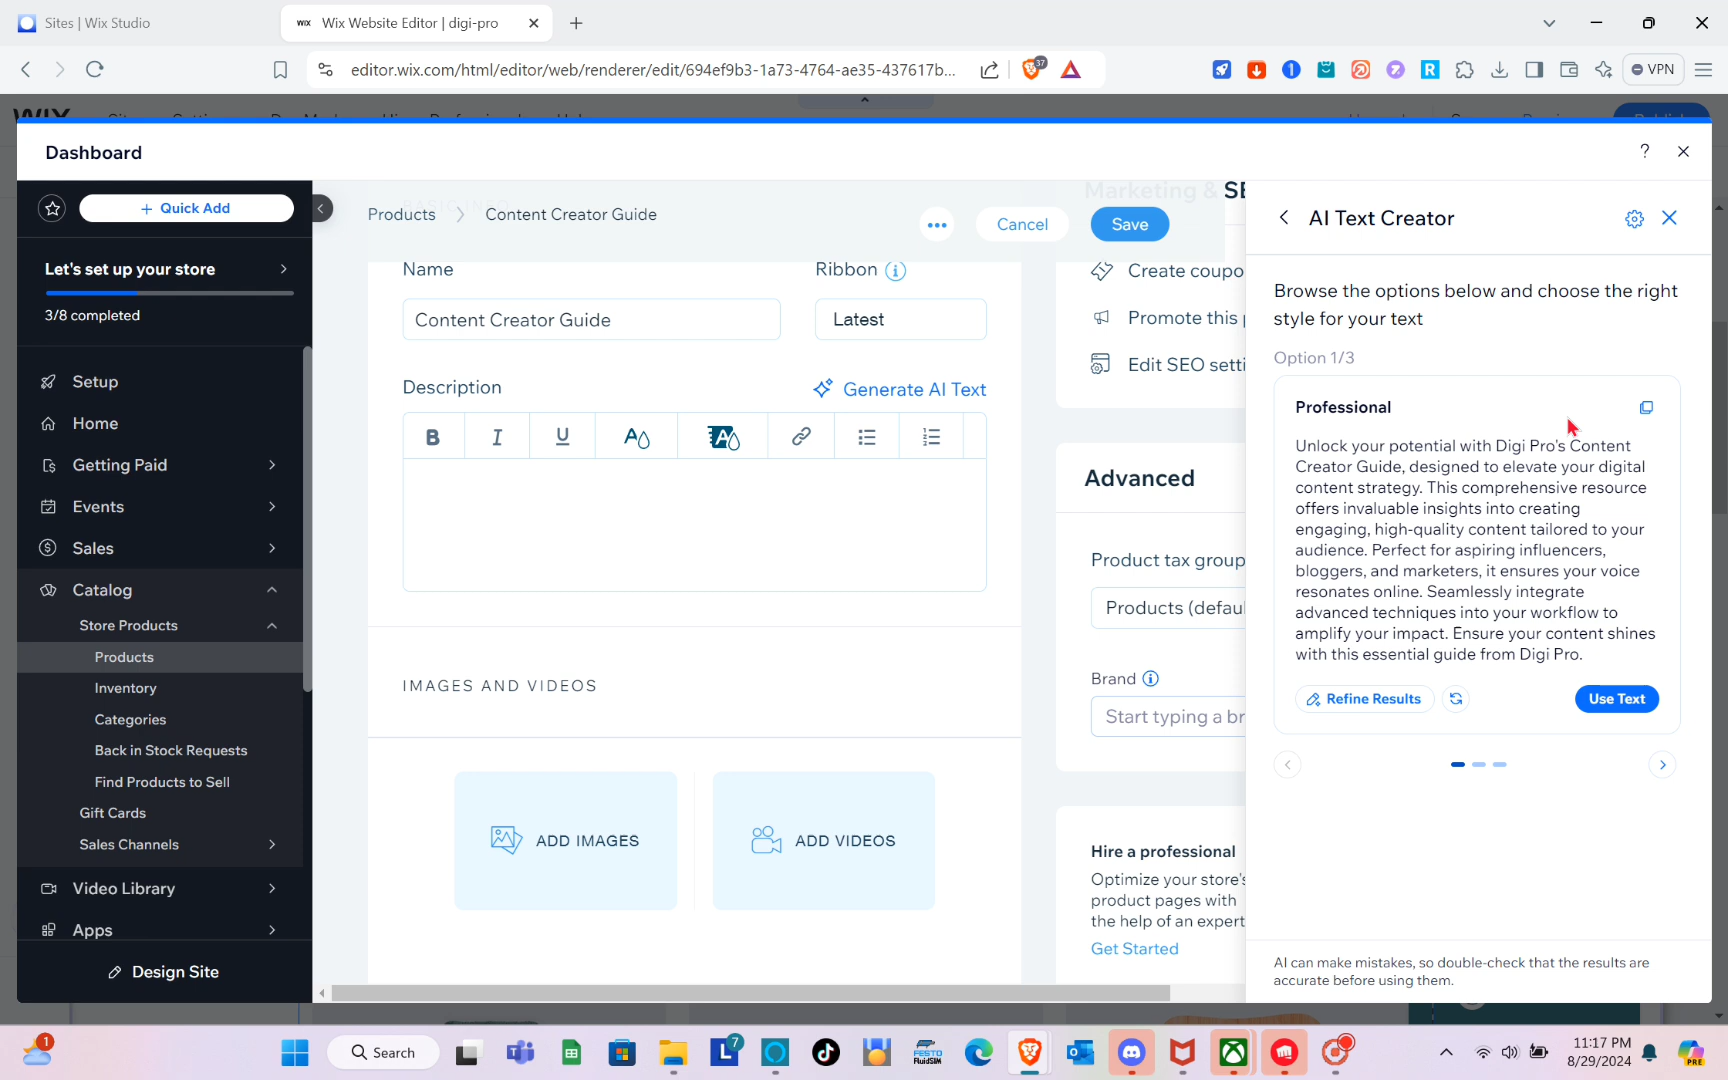 Sites | Wix Studio
WIX Wix Website Editor | digi-pro
editor.wix.com/html/editor/web/renderer/edit/694ef9b3-1a73-4764-ae35-437617b...
37
VPN
WIX
Dashboard
?
+ Quick Add
Let's set up your store
3/8 completed
Setup
Home
Getting Paid
Events
Sales
Catalog
Store Products
Products
Inventory
Categories
Back in Stock Requests
Find Products to Sell
Gift Cards
Sales Channels
Video Library
Apps
Design Site
Products > Content Creator Guide
Cancel
Save
BASIC INFO
Name
Ribbon
Content Creator Guide
Latest
Description
Generate AI Text
B I U A A
IMAGES AND VIDEOS
ADD IMAGES
ADD VIDEOS
Marketing & SE
Create coupo
Promote this p
Edit SEO setti
Advanced
Product tax group
Products (defaul
Brand
Start typing a br
Hire a professional
Optimize your store's
product pages with
the help of an expert
Get Started
AI Text Creator
Browse the options below and choose the right
style for your text
Option 1/3
Professional
Unlock your potential with Digi Pro's Content
Creator Guide, designed to elevate your digital
content strategy. This comprehensive resource
offers invaluable insights into creating
engaging, high-quality content tailored to your
audience. Perfect for aspiring influencers,
bloggers, and marketers, it ensures your voice
resonates online. Seamlessly integrate
advanced techniques into your workflow to
amplify your impact. Ensure your content shines
with this essential guide from Digi Pro.
Refine Results
Use Text
AI can make mistakes, so double-check that the results are
accurate before using them.
1
Search
7
FESTO
FluidSIM
11:17 PM
8/29/2024
PRE